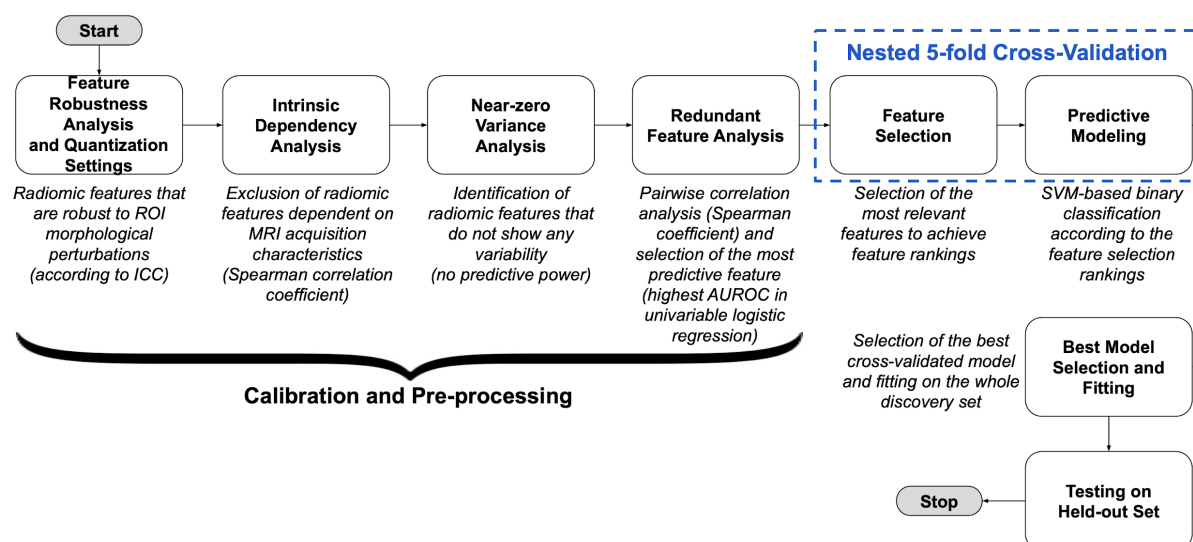 Start
Feature
Robustness
Analysis
and Quantization
Settings
Radiomic features that
are robust to ROI
morphological
perturbations
(according to ICC)
Intrinsic
Dependency
Analysis
Exclusion of radiomic
features dependent on
MRI acquisition
characteristics
(Spearman correlation
coefficient)
Near-zero
Variance
Analysis
Identification of
radiomic features that
do not show any
variability
(no predictive power)
Redundant
Feature Analysis
Pairwise correlation
analysis (Spearman
coefficient) and
selection of the most
predictive feature
(highest AUROC in
univariable logistic
regression)
Calibration and Pre-processing
Nested 5-fold Cross-Validation
Feature
Selection
Selection of the
most relevant
features to achieve
feature rankings
Predictive
Modeling
SVM-based binary
classification
according to the
feature selection
rankings
Selection of the best
cross-validated model
and fitting on the whole
discovery set
Best Model
Selection and
Fitting
Testing on
Held-out Set
Stop